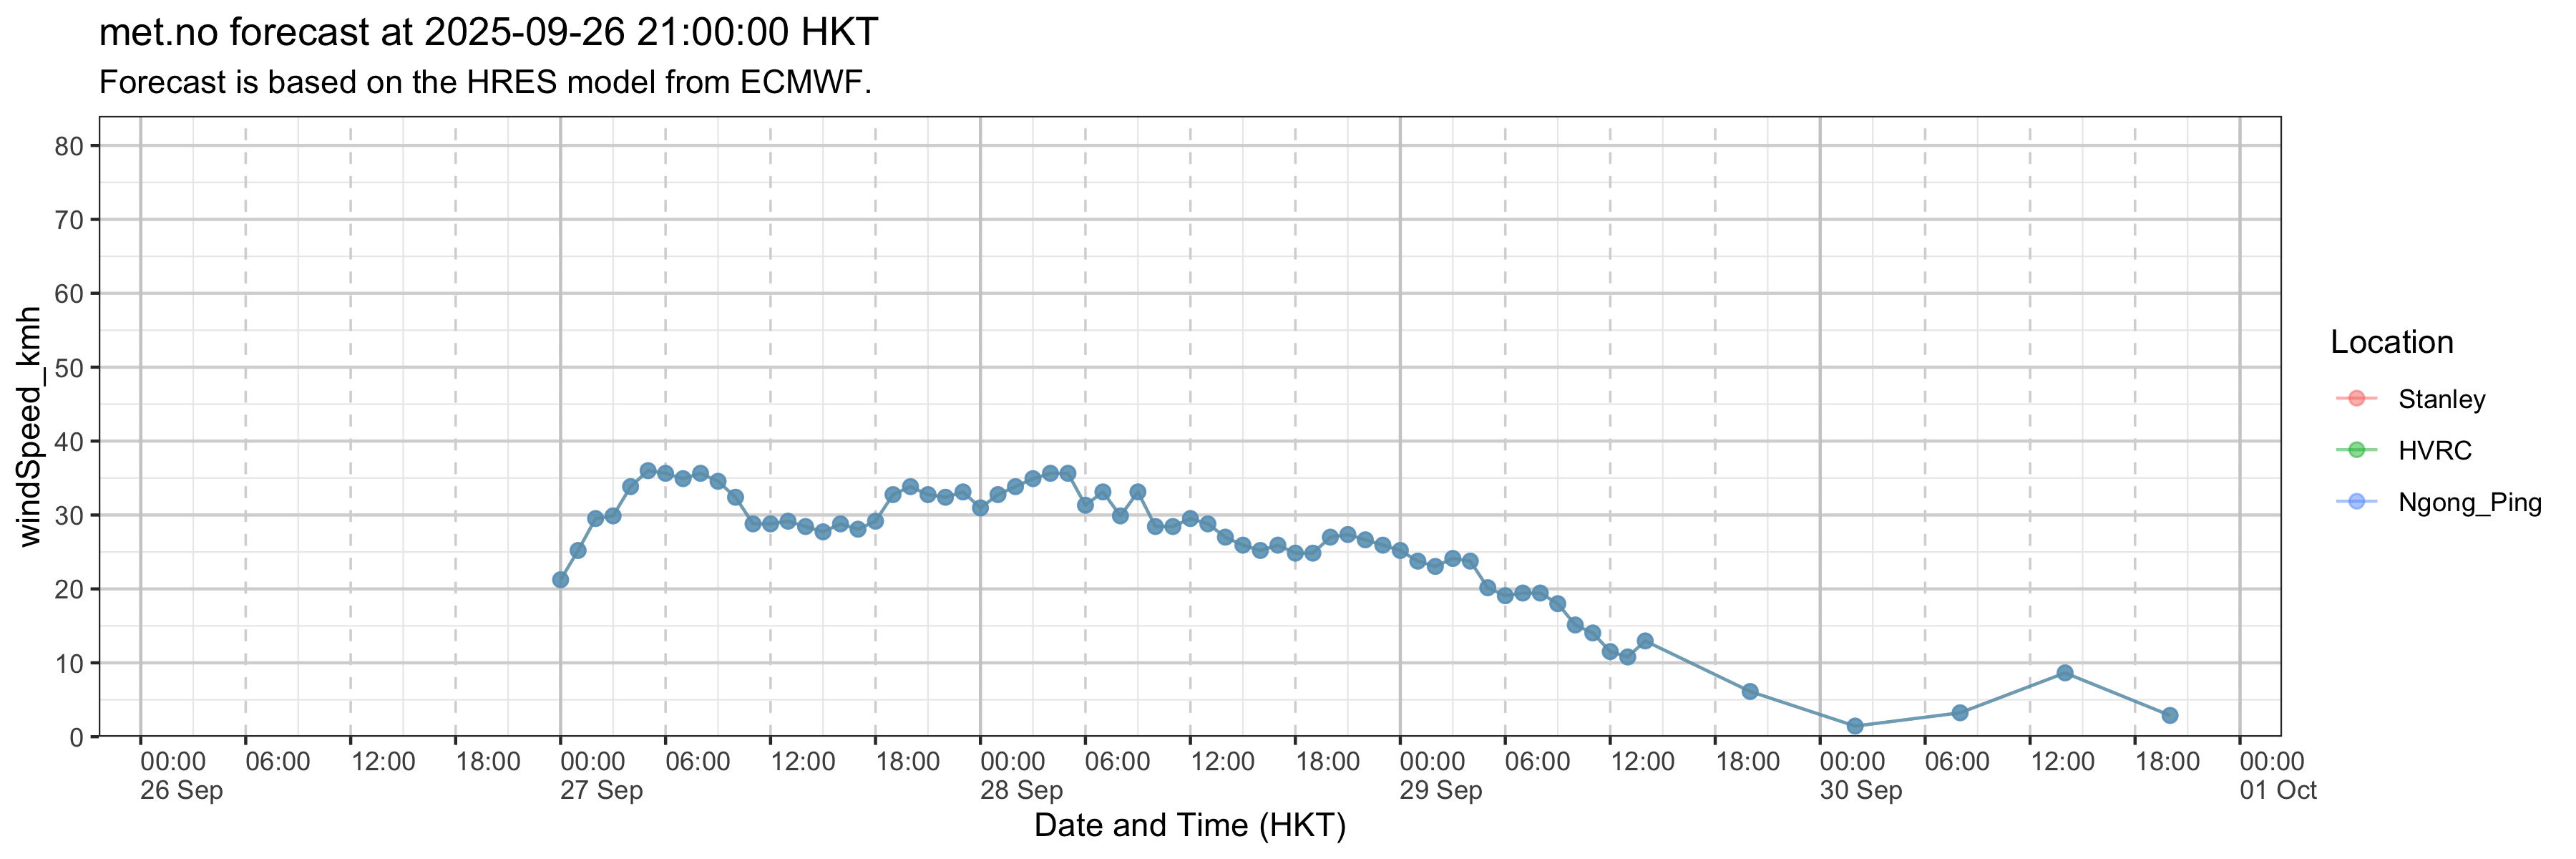 met.no forecast at 2025-09-26 21:00:00 HKT
Forecast is based on the HRES model from ECMWF.
windSpeed_kmh
80
70
60
50
40
30
20
10
0
00:00 06:00 12:00 18:00 00:00 06:00 12:00 18:00 00:00 06:00 12:00 18:00 00:00 06:00 12:00 18:00 00:00 06:00 12:00 18:00 00:00
26 Sep 27 Sep 28 Sep 29 Sep 30 Sep 01 Oct
Date and Time (HKT)
Location
Stanley
HVRC
Ngong_Ping